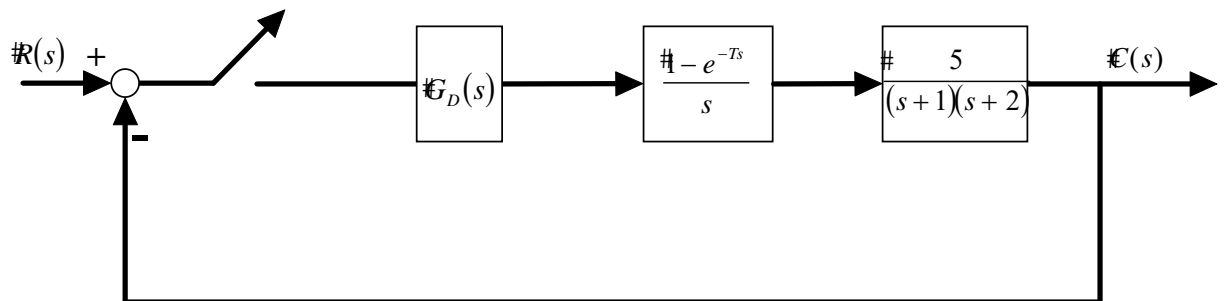 #R(s) +
-
#G_D(s)
#1 − e^{−Ts}
s
# 5
(s + 1)(s + 2)
#C(s)